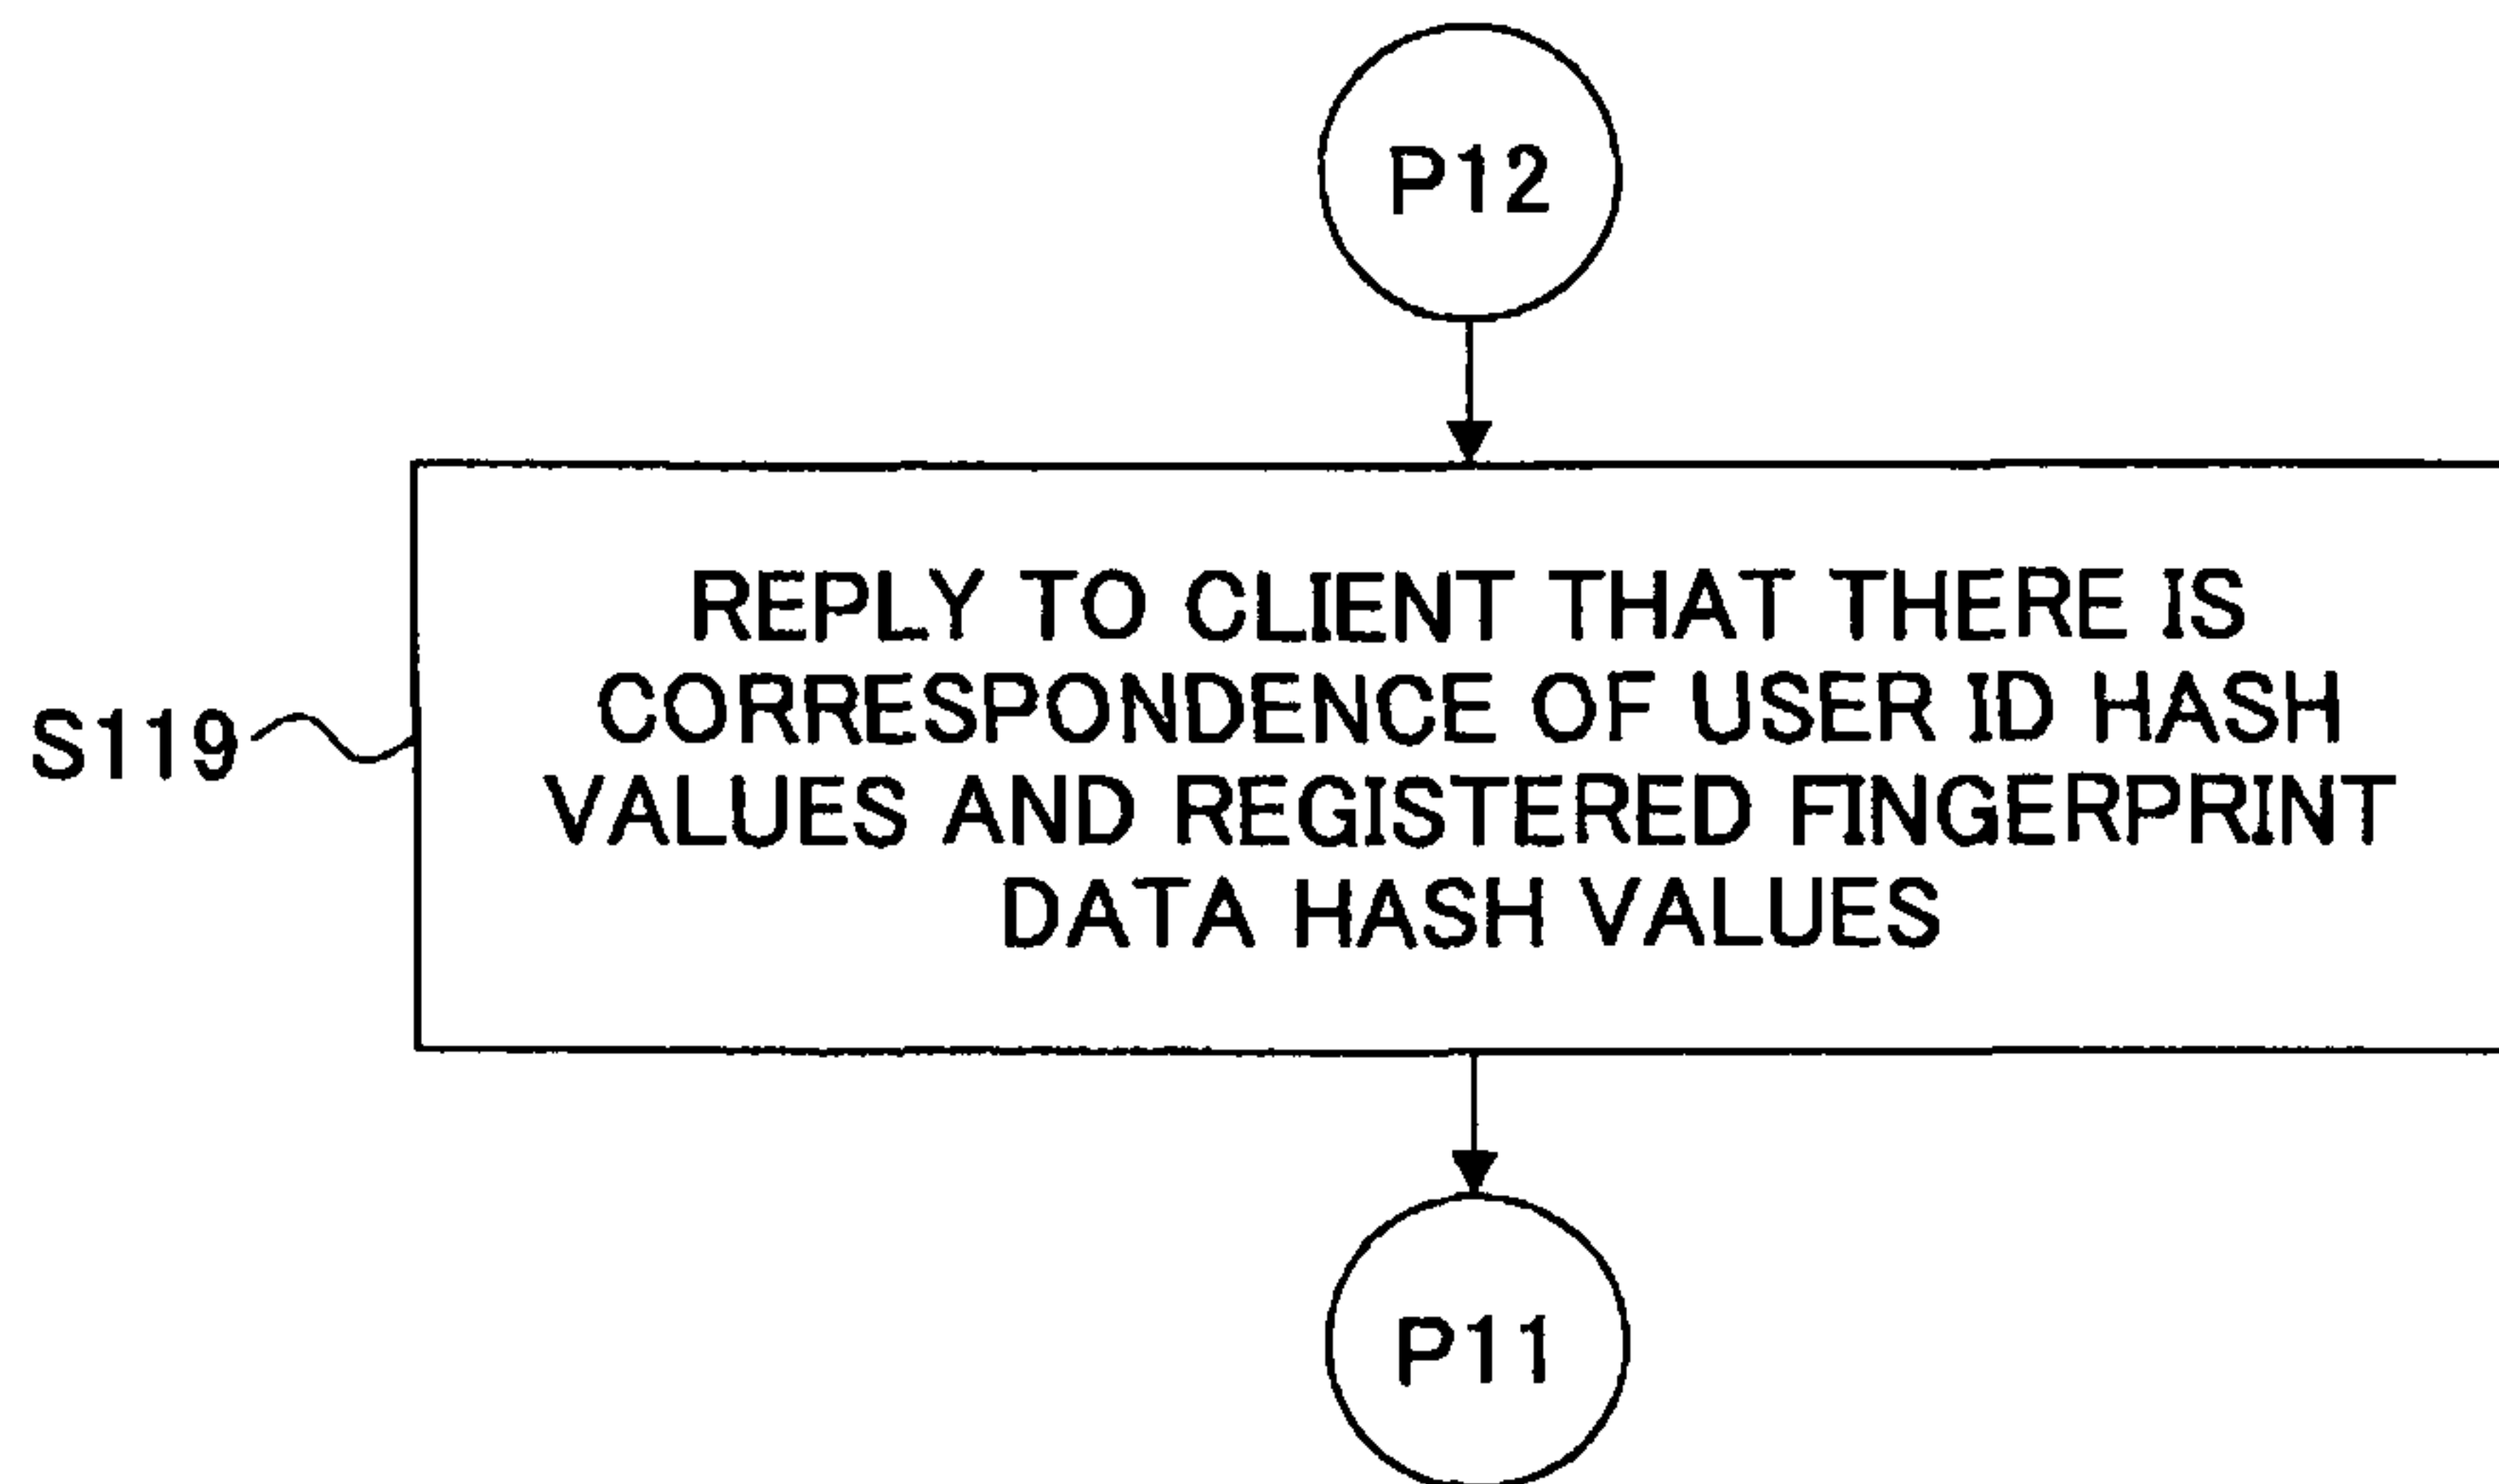 P12
REPLY TO CLIENT THAT THERE IS
CORRESPONDENCE OF USER ID HASH
S119
VALUES AND REGISTERED FINGERPRINT
DATA HASH VALUES
P11